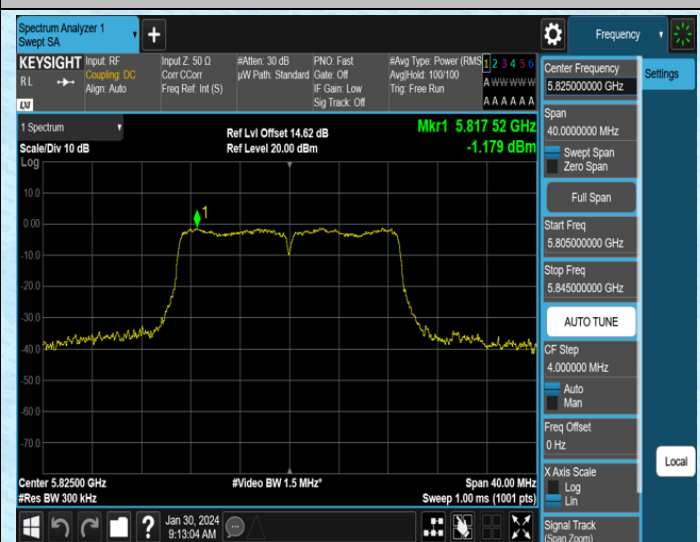 Spectrum Analyzer 1
Swept SA
+
Frequency
KEYSIGHT
RL
LXI
Input: RF
Coupling: DC
Align: Auto
Input Z: 50 Ω
Corr CCorr
Freq Ref: Int (S)
#Atten: 30 dB
µW Path: Standard
PNO: Fast
Gate: Off
IF Gain: Low
Sig Track: Off
#Avg Type: Power (RMS
Avg|Hold: 100/100
Trig: Free Run
1 2 3 4 5 6
A W W W W W
A A A A A A
Center Frequency
5.825000000 GHz
Settings
Span
40.0000000 MHz
Swept Span
Zero Span
Full Span
Start Freq
5.805000000 GHz
Stop Freq
5.845000000 GHz
AUTO TUNE
CF Step
4.000000 MHz
Auto
Man
Freq Offset
0 Hz
X Axis Scale
Log
Lin
Signal Track
(Span Zoom)
Local
1 Spectrum
Scale/Div 10 dB
Log
Ref Lvl Offset 14.62 dB
Ref Level 20.00 dBm
Mkr1 5.817 52 GHz
-1.179 dBm
1
10.0
0.00
-10.0
-20.0
-30.0
-40.0
-50.0
-60.0
-70.0
Center 5.82500 GHz
#Res BW 300 kHz
#Video BW 1.5 MHz*
Span 40.00 MHz
Sweep 1.00 ms (1001 pts)
?
Jan 30, 2024
9:13:04 AM